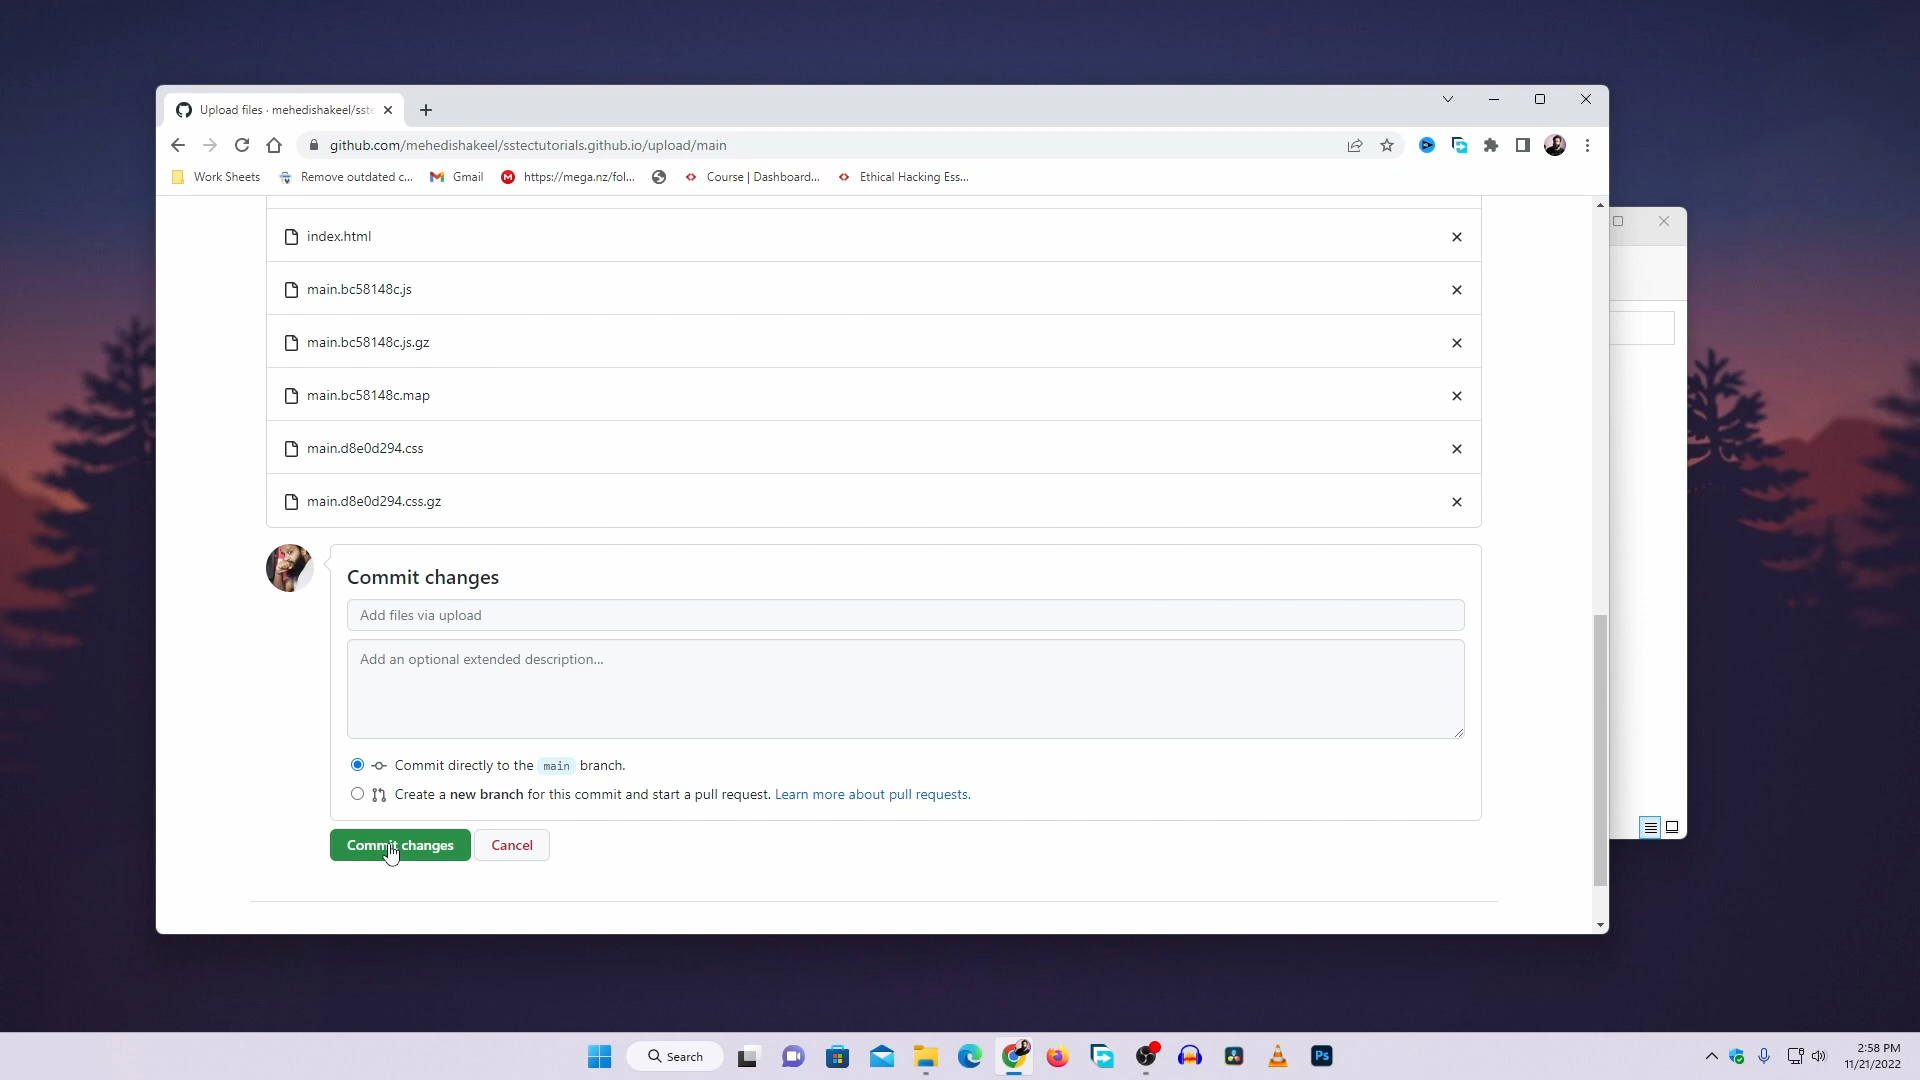 Upload files · mehedishakeel/sste
github.com/mehedishakeel/sstectutorials.github.io/upload/main
Work Sheets
Remove outdated c...
Gmail
https://mega.nz/fol...
Course | Dashboard...
Ethical Hacking Ess...
index.html
main.bc58148c.js
main.bc58148c.js.gz
main.bc58148c.map
main.d8e0d294.css
main.d8e0d294.css.gz
Commit changes
Add files via upload
Add an optional extended description...
Commit directly to the main branch.
Create a new branch for this commit and start a pull request. Learn more about pull requests.
Commit changes
Cancel
Search
Ps
2:58 PM
11/21/2022